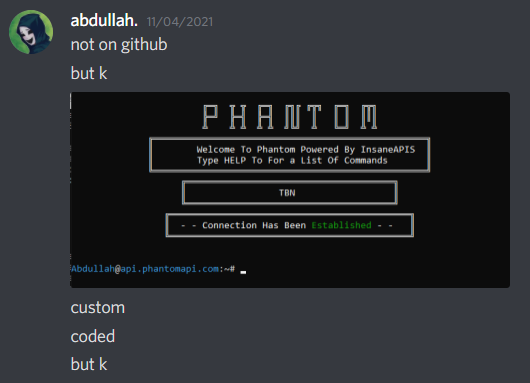 abdullah. 11/04/2021
not on github
but k
PHANTOM
Welcome To Phantom Powered By InsaneAPIS
Type HELP To For a List Of Commands
TBN
- - Connection Has Been Established - -
Abdullah@api.phantomapi.com:~#
custom
coded
but k